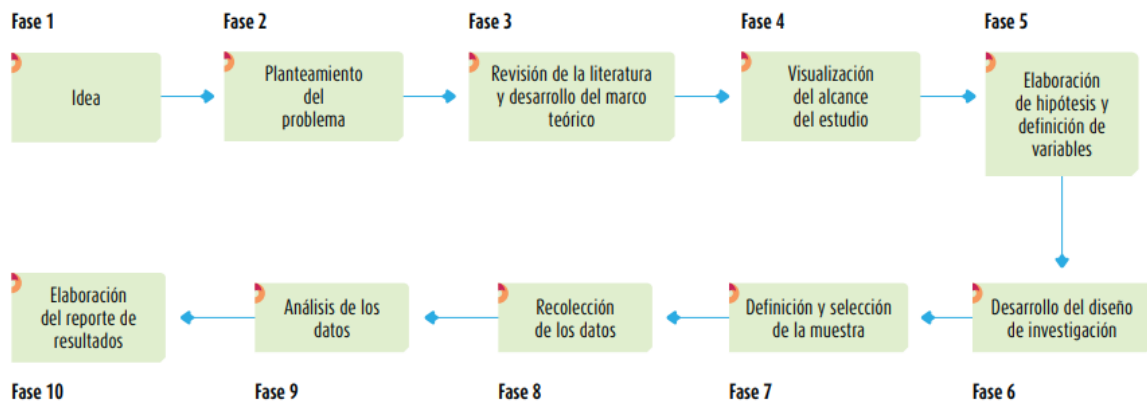 Fase 1
Fase 2
Fase 3
Fase 4
Fase 5
Idea
Planteamiento
del
problema
Revisión de la literatura
y desarrollo del marco
teórico
Visualización
del alcance
del estudio
Elaboración
de hipótesis y
definición de
variables
Elaboración
del reporte de
resultados
Análisis de los
datos
Recolección
de los datos
Definición y selección
de la muestra
Desarrollo del diseño
de investigación
Fase 10
Fase 9
Fase 8
Fase 7
Fase 6